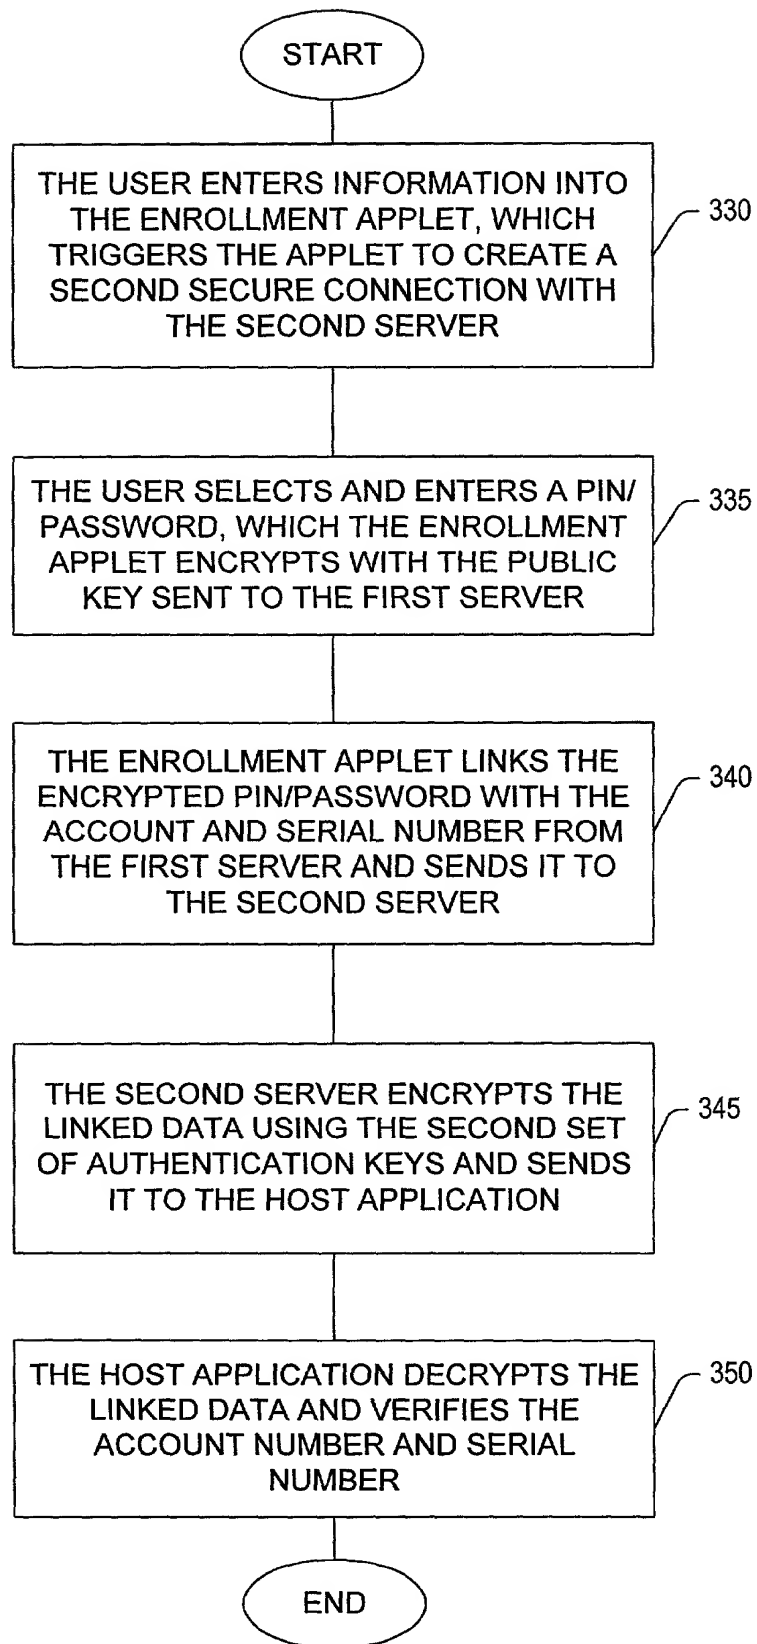 START
THE USER ENTERS INFORMATION INTO
THE ENROLLMENT APPLET, WHICH
TRIGGERS THE APPLET TO CREATE A
SECOND SECURE CONNECTION WITH
THE SECOND SERVER
330
THE USER SELECTS AND ENTERS A PIN/
PASSWORD, WHICH THE ENROLLMENT
APPLET ENCRYPTS WITH THE PUBLIC
KEY SENT TO THE FIRST SERVER
335
THE ENROLLMENT APPLET LINKS THE
ENCRYPTED PIN/PASSWORD WITH THE
ACCOUNT AND SERIAL NUMBER FROM
THE FIRST SERVER AND SENDS IT TO
THE SECOND SERVER
340
THE SECOND SERVER ENCRYPTS THE
LINKED DATA USING THE SECOND SET
OF AUTHENTICATION KEYS AND SENDS
IT TO THE HOST APPLICATION
345
THE HOST APPLICATION DECRYPTS THE
LINKED DATA AND VERIFIES THE
ACCOUNT NUMBER AND SERIAL
NUMBER
350
END